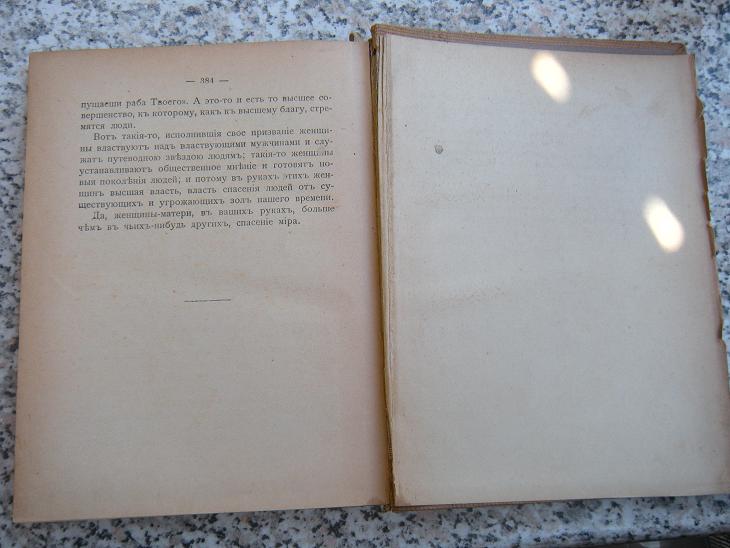 — 384 —
пущаеши раба Твоего». А это-то и есть то высшее со-
вершенство, къ которому, какъ къ высшему благу, стре-
мятся люди.
Вотъ такія-то, исполнившія свое призваніе женщи-
ны властвуютъ надъ властвующими мужчинами и слу-
жатъ путеводною звѣздою людямъ; такія-то женщины
устанавливаютъ общественное мнѣніе и готовятъ но-
выя поколѣнія людей; и потому въ рукахъ этихъ жен-
щинъ высшая власть, власть спасенія людей отъ су-
ществующихъ и угрожающихъ золъ нашего времени.
Да, женщины-матери, въ вашихъ рукахъ, больше
чѣмъ въ чьихъ-нибудь другихъ, спасеніе міра.